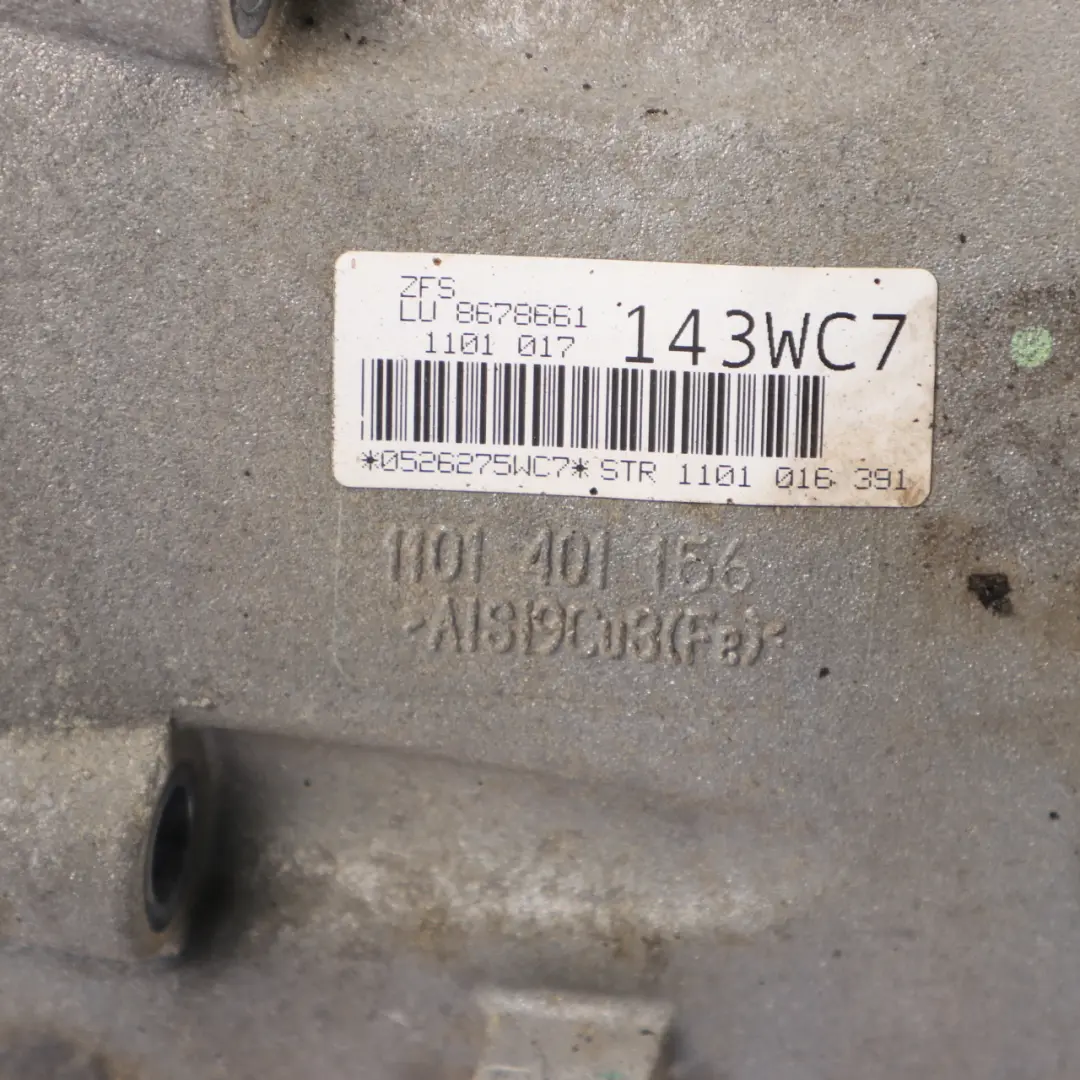 ZFS
LU 8678661
1101 017
143WC7
*0526275WC7* STR 1101 016 391
1101 401 156
-AlSi9Cu3(Fe)-